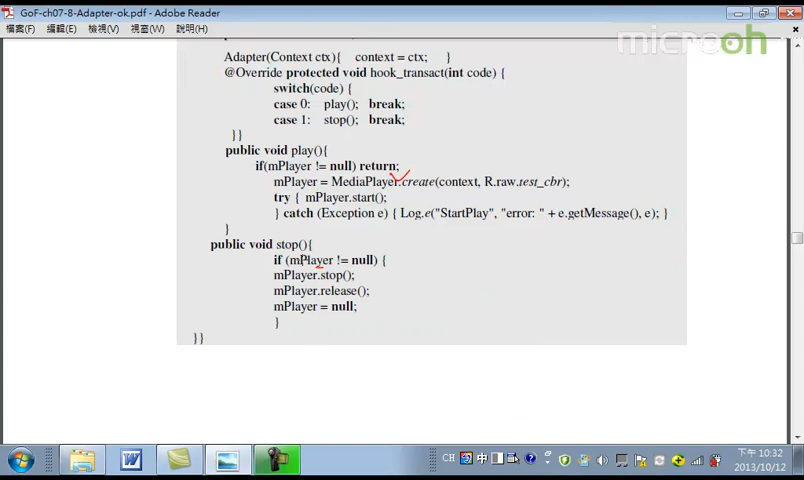 GoF-ch07-8-Adapter-ok.pdf - Adobe Reader
檔案(F) 編輯(E) 檢視(V) 視窗(W) 說明(H)
microoh
Adapter(Context ctx){ context = ctx; }
@Override protected void hook_transact(int code) {
switch(code) {
case 0: play(); break;
case 1: stop(); break;
}}
public void play(){
if(mPlayer != null) return;
mPlayer = MediaPlayer.create(context, R.raw.test_cbr);
try { mPlayer.start();
} catch (Exception e) { Log.e("StartPlay", "error: " + e.getMessage(), e); }
}
public void stop(){
if (mPlayer != null) {
mPlayer.stop();
mPlayer.release();
mPlayer = null;
}
}}
CH 中
下午 10:32
2013/10/12